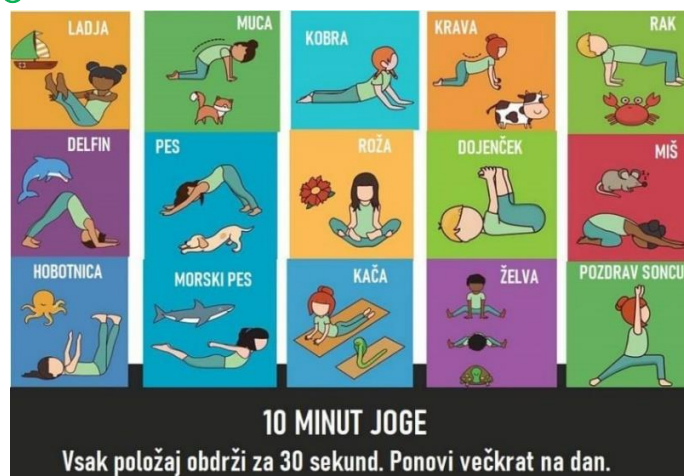 LADJA
MUCA
KOBRA
KRAVA
RAK
DELFIN
PES
ROŽA
DOJENČEK
MIŠ
HOBOTNICA
MORSKI PES
KAČA
ŽELVA
POZDRAV SONCU
10 MINUT JOGE
Vsak položaj obdrži za 30 sekund. Ponovi večkrat na dan.